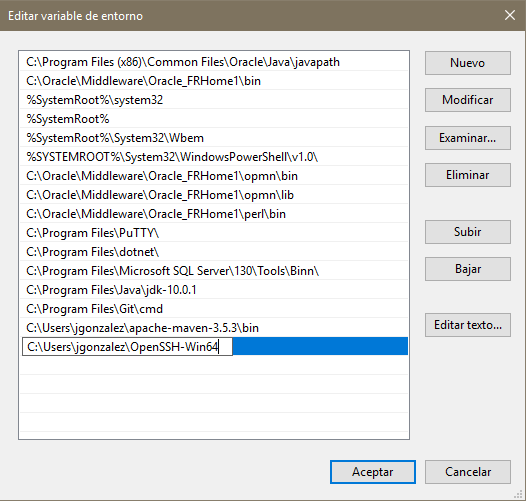 Editar variable de entorno
C:\Program Files (x86)\Common Files\Oracle\Java\javapath
C:\Oracle\Middleware\Oracle_FRHome1\bin
%SystemRoot%\system32
%SystemRoot%
%SystemRoot%\System32\Wbem
%SYSTEMROOT%\System32\WindowsPowerShell\v1.0\
C:\Oracle\Middleware\Oracle_FRHome1\opmn\bin
C:\Oracle\Middleware\Oracle_FRHome1\opmn\lib
C:\Oracle\Middleware\Oracle_FRHome1\perl\bin
C:\Program Files\PuTTY\
C:\Program Files\dotnet\
C:\Program Files\Microsoft SQL Server\130\Tools\Binn\
C:\Program Files\Java\jdk-10.0.1
C:\Program Files\Git\cmd
C:\Users\jgonzalez\apache-maven-3.5.3\bin
C:\Users\jgonzalez\OpenSSH-Win64
Nuevo
Modificar
Examinar...
Eliminar
Subir
Bajar
Editar texto...
Aceptar
Cancelar